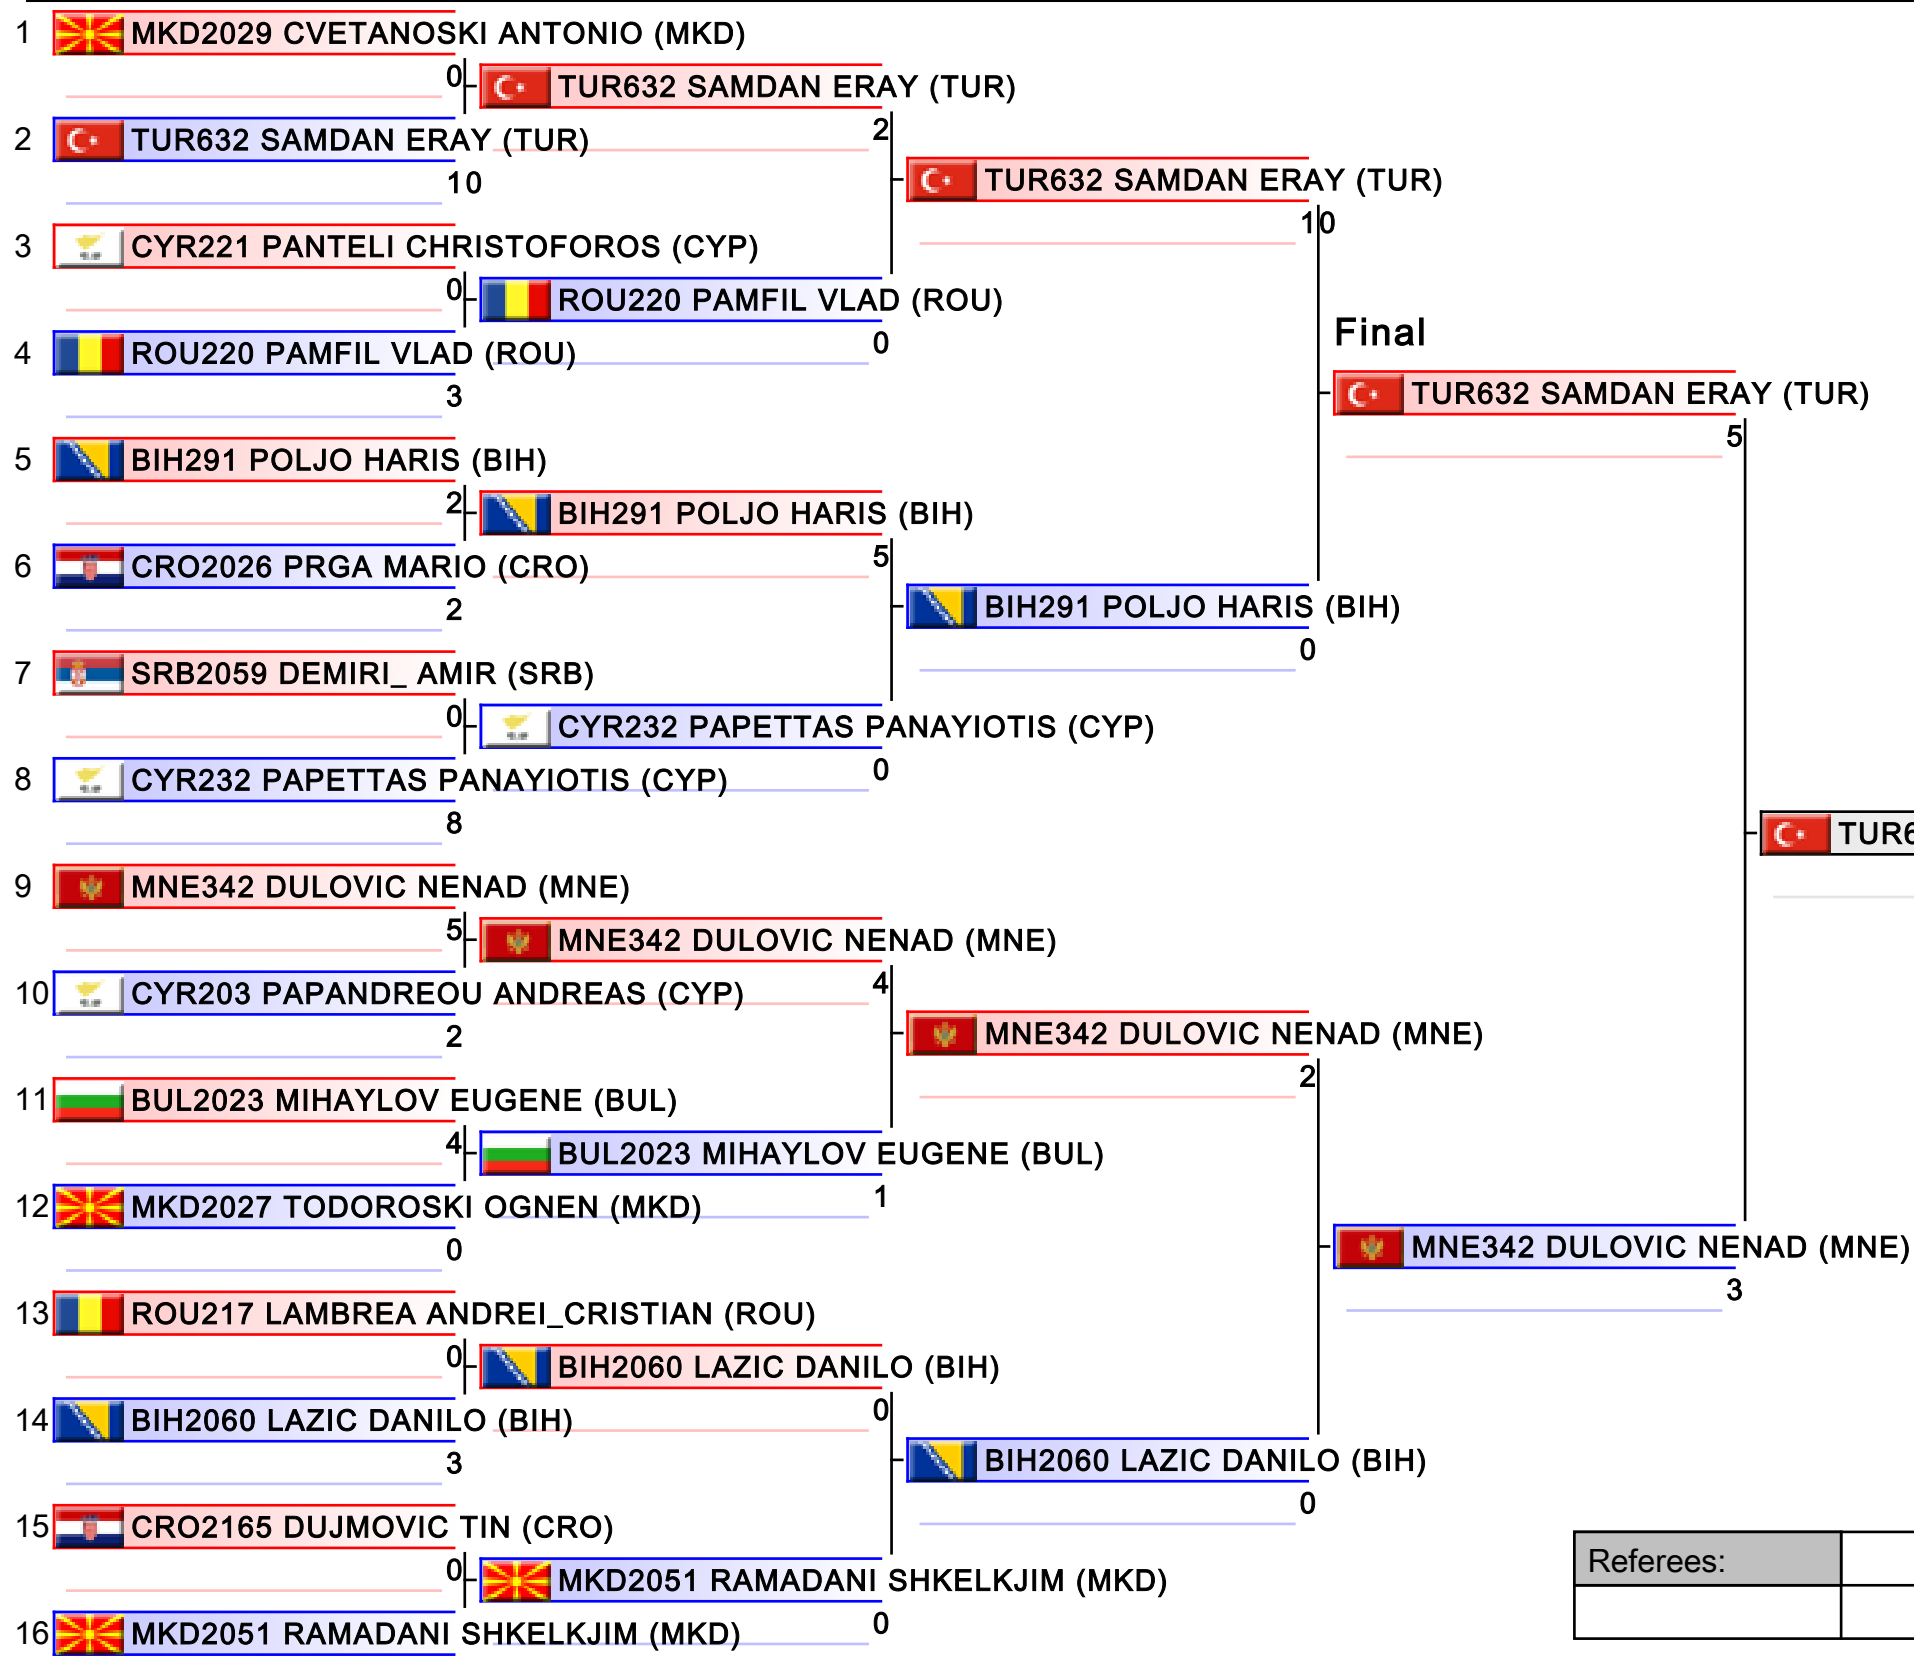 1 MKD2029 CVETANOSKI ANTONIO (MKD)
0
2 TUR632 SAMDAN ERAY (TUR)
10
3 CYR221 PANTELI CHRISTOFOROS (CYP)
0
4 ROU220 PAMFIL VLAD (ROU)
3
5 BIH291 POLJO HARIS (BIH)
2
6 CRO2026 PRGA MARIO (CRO)
2
7 SRB2059 DEMIRI_ AMIR (SRB)
0
8 CYR232 PAPETTAS PANAYIOTIS (CYP)
8
9 MNE342 DULOVIC NENAD (MNE)
5
10 CYR203 PAPANDREOU ANDREAS (CYP)
2
11 BUL2023 MIHAYLOV EUGENE (BUL)
4
12 MKD2027 TODOROSKI OGNEN (MKD)
0
13 ROU217 LAMBREA ANDREI_CRISTIAN (ROU)
0
14 BIH2060 LAZIC DANILO (BIH)
3
15 CRO2165 DUJMOVIC TIN (CRO)
0
16 MKD2051 RAMADANI SHKELKJIM (MKD)
TUR632 SAMDAN ERAY (TUR)
2
ROU220 PAMFIL VLAD (ROU)
0
BIH291 POLJO HARIS (BIH)
5
CYR232 PAPETTAS PANAYIOTIS (CYP)
0
MNE342 DULOVIC NENAD (MNE)
4
BUL2023 MIHAYLOV EUGENE (BUL)
1
BIH2060 LAZIC DANILO (BIH)
0
MKD2051 RAMADANI SHKELKJIM (MKD)
0
TUR632 SAMDAN ERAY (TUR)
10
BIH291 POLJO HARIS (BIH)
0
MNE342 DULOVIC NENAD (MNE)
2
BIH2060 LAZIC DANILO (BIH)
0
Final
TUR632 SAMDAN ERAY (TUR)
5
MNE342 DULOVIC NENAD (MNE)
3
Referees: